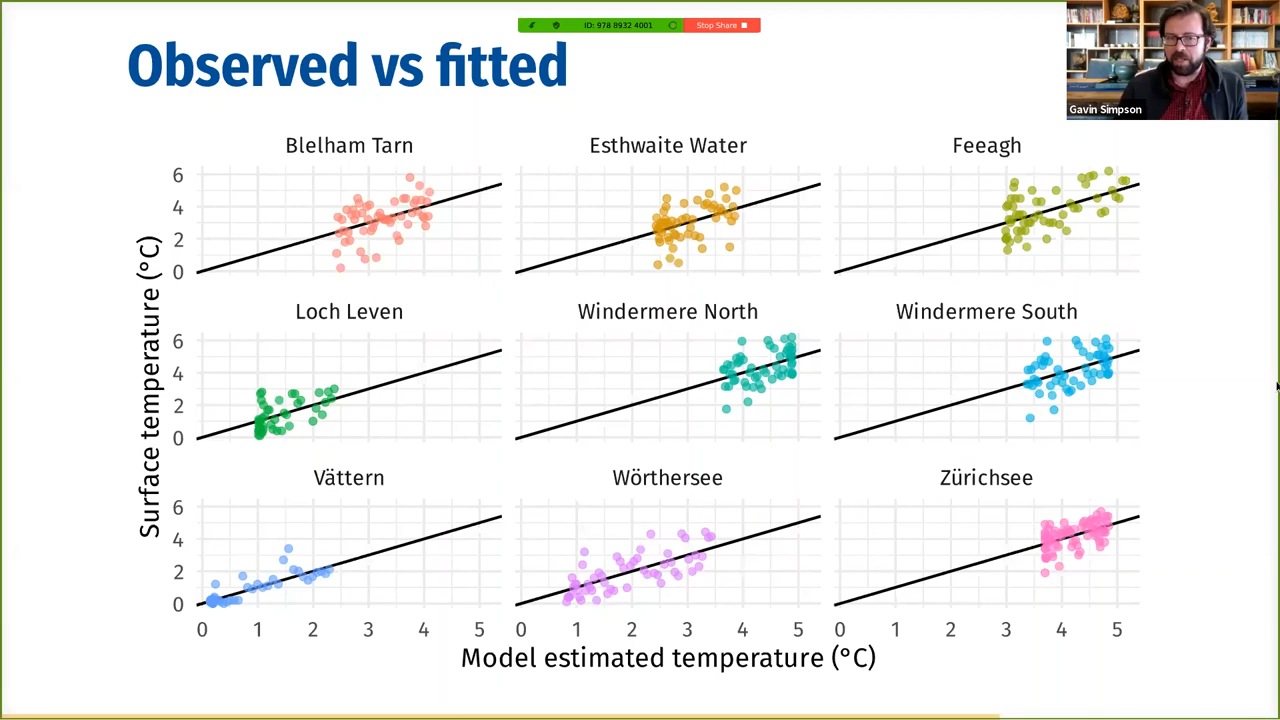 ID: 978 8932 4001
Stop Share
Observed vs fitted
Gavin Simpson
Blelham Tarn
Esthwaite Water
Feeagh
6
4
2
0
Loch Leven
Windermere North
Windermere South
6
4
2
0
Vättern
Wörthersee
Zürichsee
6
4
2
0
Surface temperature (°C)
0 1 2 3 4 5 0 1 2 3 4 5 0 1 2 3 4 5
Model estimated temperature (°C)